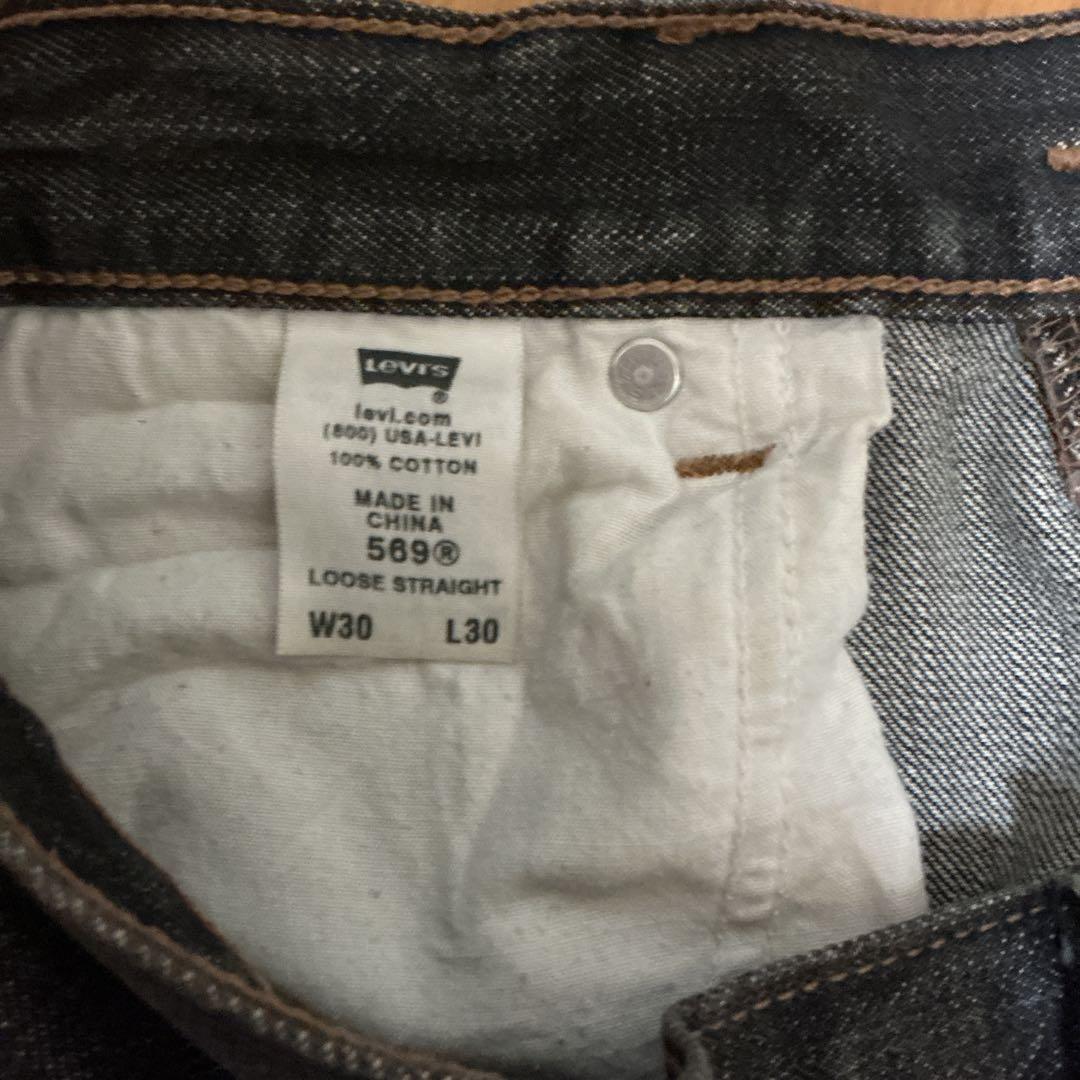 LEVI'S
®
levi.com
(800) USA-LEVI
100% COTTON
MADE IN
CHINA
569®
LOOSE STRAIGHT
W30 L30